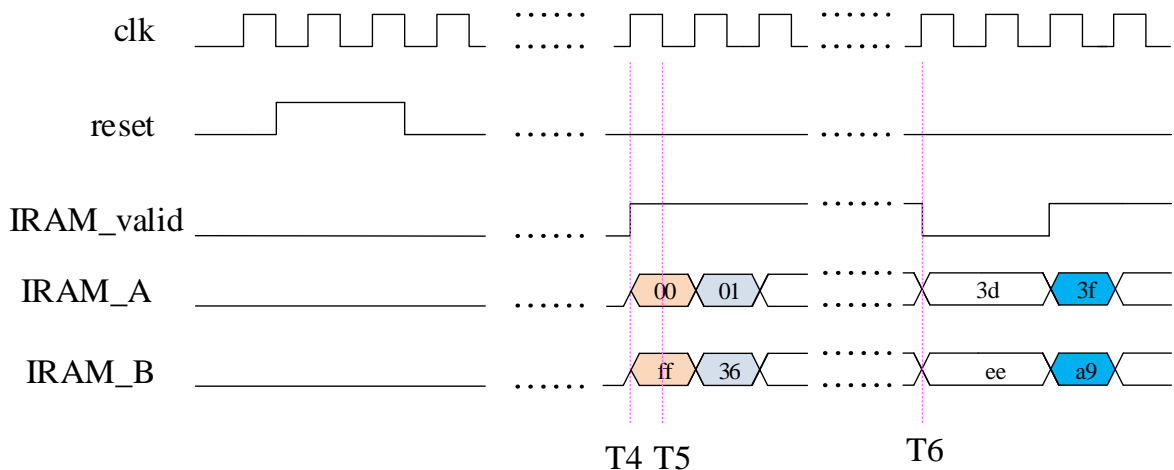 clk
reset
IRAM_valid
IRAM_A 00 01 3d 3f
IRAM_B ff 36 ee a9
T4 T5 T6